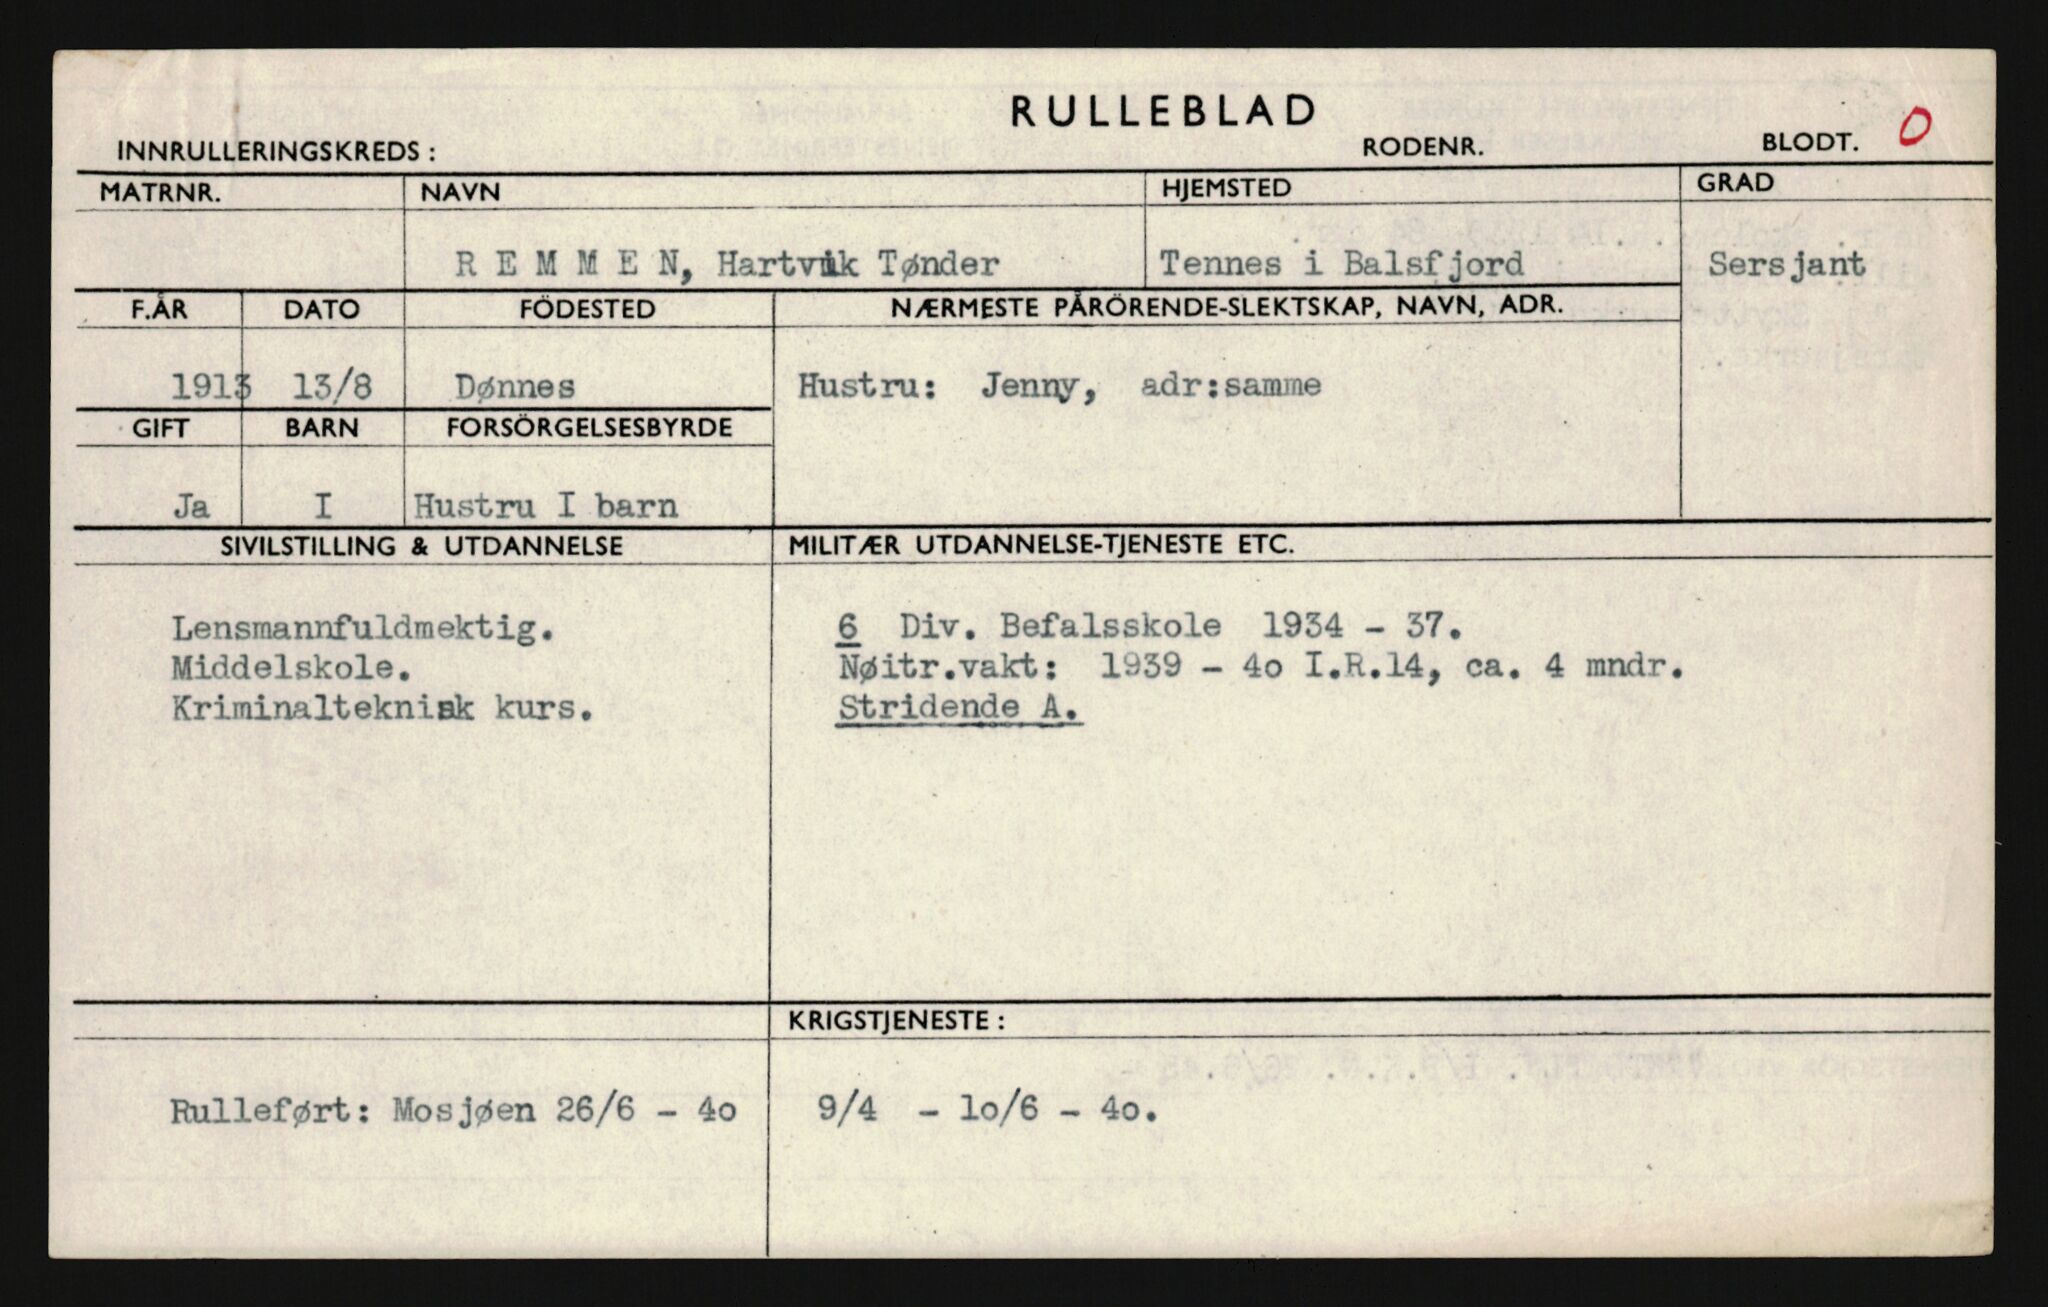 RULLEBLAD
INNRULLERINGSKREDS: RODENR. BLODT. O
MATRNR. NAVN HJEMSTED GRAD
R E M M E N, Hartvik Tønder Tennes i Balsfjord Sersjant
F.ÅR DATO FÖDESTED NÆRMESTE PÅRÖRENDE-SLEKTSKAP, NAVN, ADR.
1913 13/8 Dønnes Hustru: Jenny, adr:samme
GIFT BARN FORSÖRGELSESBYRDE
Ja I Hustru I barn
SIVILSTILLING & UTDANNELSE MILITÆR UTDANNELSE-TJENESTE ETC.
Lensmannfuldmektig. 6 Div. Befalsskole 1934 - 37.
Middelskole. Nøitr.vakt: 1939 - 4o I.R.14, ca. 4 mndr.
Kriminalteknisk kurs. Stridende A.
KRIGSTJENESTE:
Rulleført: Mosjøen 26/6 - 4o 9/4 - lo/6 - 4o.